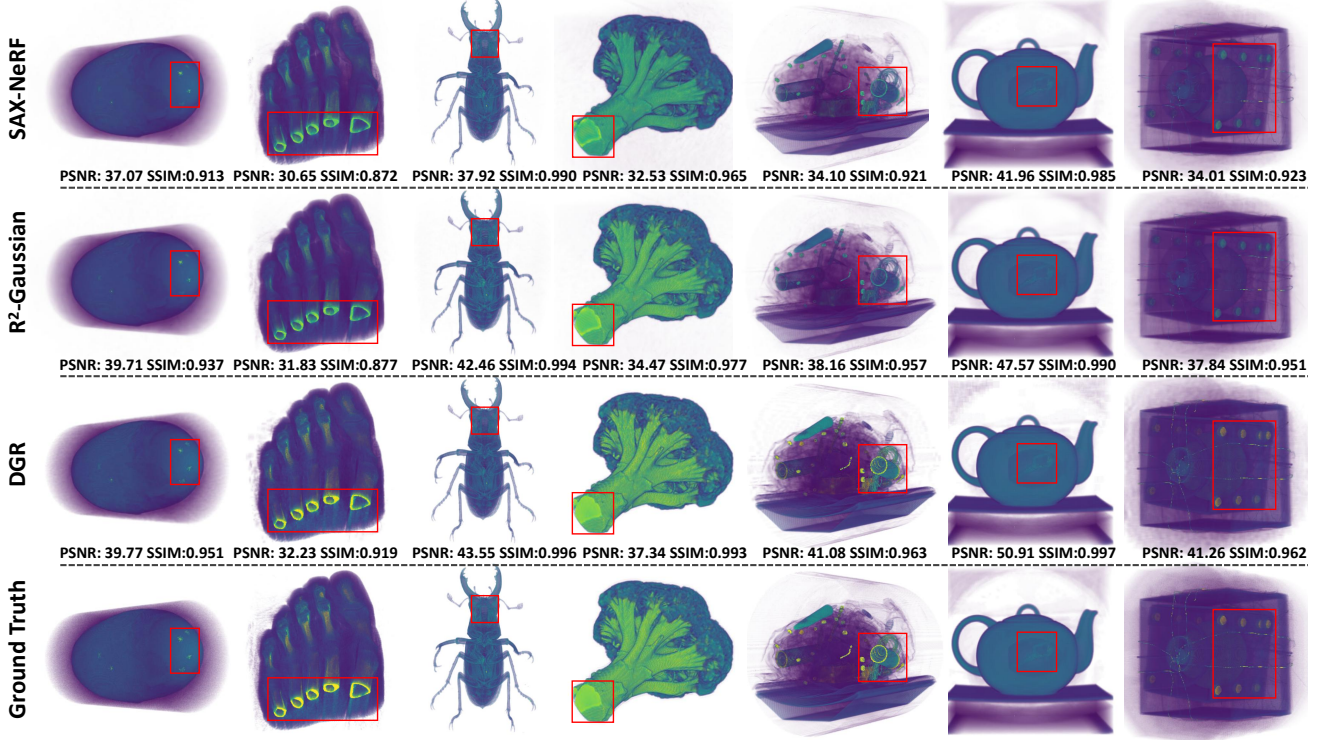 SAX-NeRF
PSNR: 37.07 SSIM:0.913 PSNR: 30.65 SSIM:0.872 PSNR: 37.92 SSIM:0.990 PSNR: 32.53 SSIM:0.965 PSNR: 34.10 SSIM:0.921 PSNR: 41.96 SSIM:0.985 PSNR: 34.01 SSIM:0.923
R²-Gaussian
PSNR: 39.71 SSIM:0.937 PSNR: 31.83 SSIM:0.877 PSNR: 42.46 SSIM:0.994 PSNR: 34.47 SSIM:0.977 PSNR: 38.16 SSIM:0.957 PSNR: 47.57 SSIM:0.990 PSNR: 37.84 SSIM:0.951
DGR
PSNR: 39.77 SSIM:0.951 PSNR: 32.23 SSIM:0.919 PSNR: 43.55 SSIM:0.996 PSNR: 37.34 SSIM:0.993 PSNR: 41.08 SSIM:0.963 PSNR: 50.91 SSIM:0.997 PSNR: 41.26 SSIM:0.962
Ground Truth